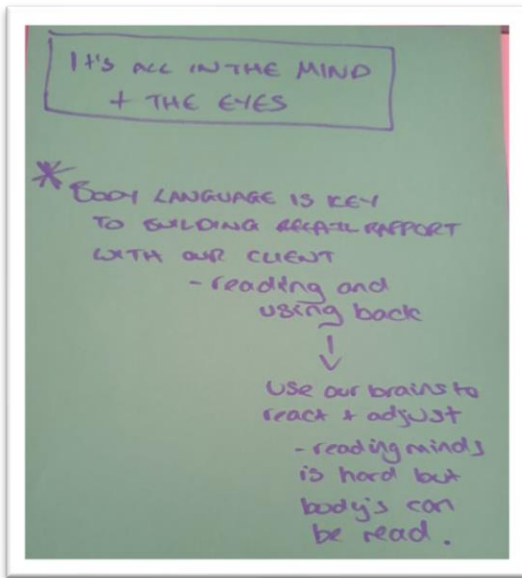 It's ALL IN THE MIND
+ THE EYES
* BODY LANGUAGE IS KEY
TO BUILDING RAPPORT
WITH OUR CLIENT
- reading and
using back
↓
use our brains to
react + adjust
- reading minds
is hard but
body's can
be read.